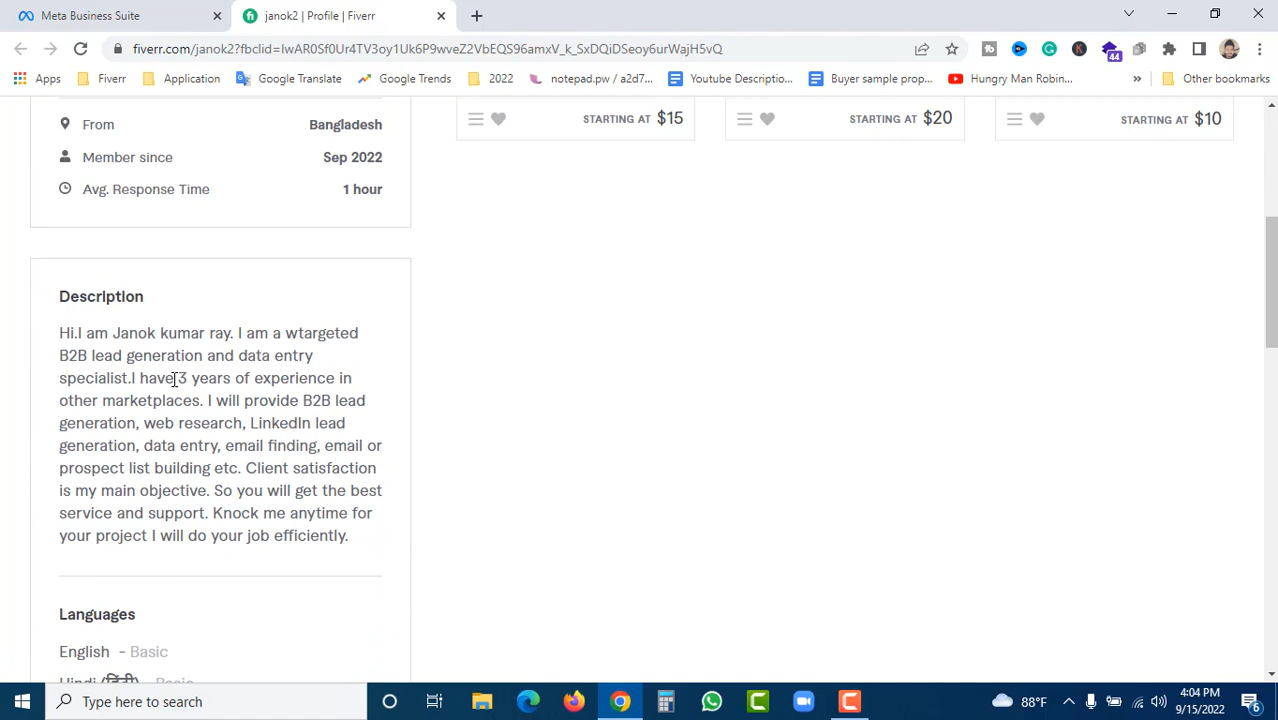 Meta Business Suite
janok2 | Profile | Fiverr
fiverr.com/janok2?fbclid=IwAR0Sf0Ur4TV3oy1Uk6P9wveZ2VbEQS96amxV_k_SxDQiDSeoy6urWajH5vQ
Apps
Fiverr
Application
Google Translate
Google Trends
2022
notepad.pw / a2d7...
Youtube Descriptio...
Buyer sample prop...
Hungry Man Robin...
»
Other bookmarks
44
STARTING AT $15
STARTING AT $20
STARTING AT $10
From Bangladesh
Member since Sep 2022
Avg. Response Time 1 hour
Description
Hi.I am Janok kumar ray. I am a wtargeted
B2B lead generation and data entry
specialist.I have 3 years of experience in
other marketplaces. I will provide B2B lead
generation, web research, LinkedIn lead
generation, data entry, email finding, email or
prospect list building etc. Client satisfaction
is my main objective. So you will get the best
service and support. Knock me anytime for
your project I will do your job efficiently.
Languages
English - Basic
Hindi (हिंदी) - Basic
Type here to search
88°F
4:04 PM
9/15/2022
6